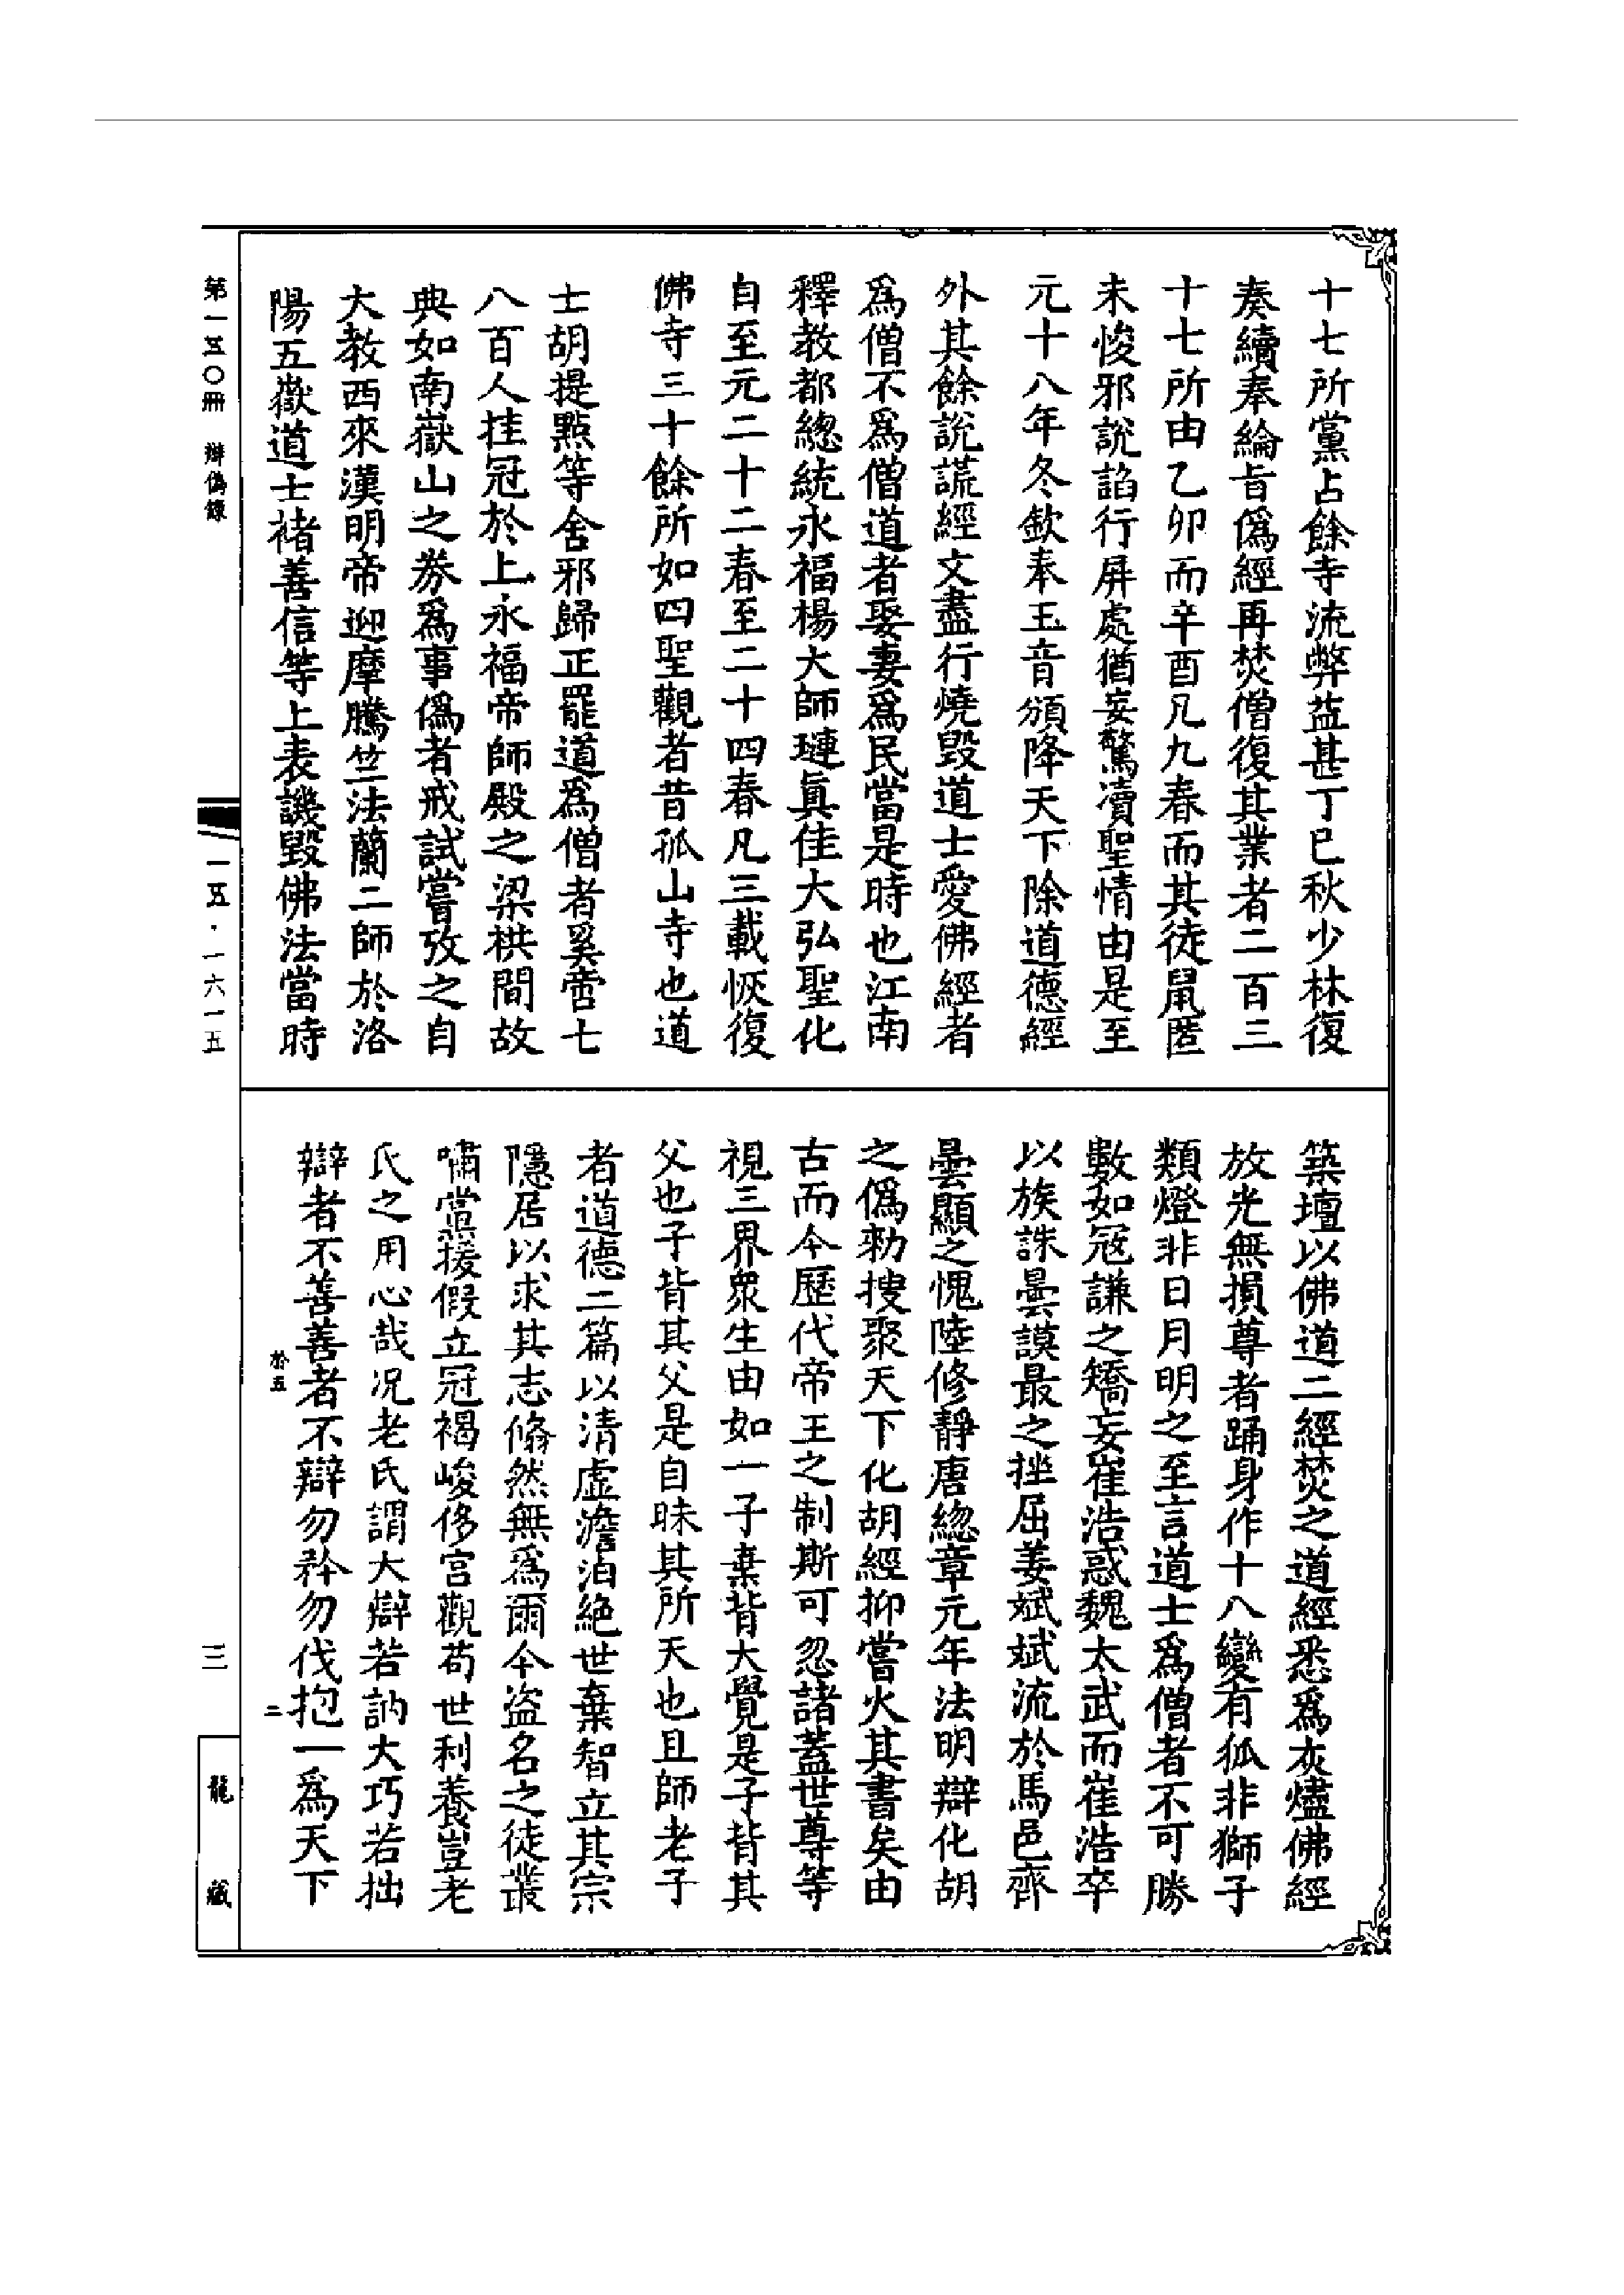 十七所黨占餘寺流弊益甚丁巳秋少林復
奏續奉綸旨僞經再焚僧復其業者二百三
十七所由乙卯而辛酉凡九春而其徒鼠匿
未悛邪說諂行屏處猶妄驚瀆聖情由是至
元十八年冬欽奉玉音頒降天下除道德經
外其餘說謊經文盡行燒毀道士愛佛經者
爲僧不爲僧道者娶妻爲民當是時也江南
釋教都總統永福楊大師璉眞佳大弘聖化
自至元二十二春至二十四春凡三載恢復
佛寺三十餘所如四聖觀者昔孤山寺也道
士胡提點等舍邪歸正罷道爲僧者奚啻七
八百人挂冠於上永福帝師殿之梁栱間故
典如南嶽山之券爲事僞者戒試嘗攷之自
大教西來漢明帝迎摩騰竺法蘭二師於洛
陽五嶽道士褚善信等上表譏毀佛法當時
築壇以佛道二經焚之道經悉爲灰燼佛經
放光無損尊者踊身作十八變有狐非獅子
類燈非日月明之至言道士爲僧者不可勝
數如冦謙之矯妄崔浩惑魏太武而崔浩卒
以族誅曇謨最之挫屈姜斌斌流於馬邑齊
曇顯之愧陸修靜唐總章元年法明辯化胡
之僞勑搜聚天下化胡經抑嘗火其書矣由
古而今歷代帝王之制斯可忽諸蓋世尊等
視三界眾生由如一子棄背大覺是子背其
父也子背其父是自昧其所天也且師老子
者道德二篇以清虛澹泊絶世棄智立其宗
隱居以求其志翛然無爲爾今盜名之徒叢
嘯黨援假立冠褐峻侈宮觀苟世利養豈老
氏之用心哉况老氏謂大辯若訥大巧若拙
辯者不善善者不辯勿矜勿伐抱一爲天下
於五
二
第一五〇冊 辯僞錄
一五·一六一五
三
龍藏